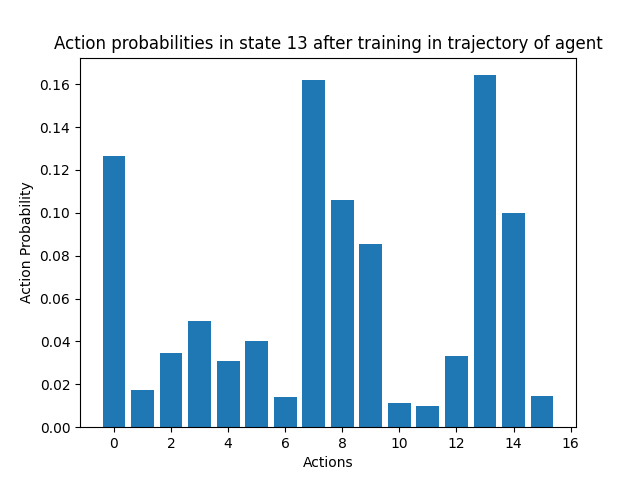 Action probabilities in state 13 after training in trajectory of agent
0.16
0.14
0.12
0.10
0.08
0.06
0.04
0.02
0.00
Action Probability
0 2 4 6 8 10 12 14 16
Actions